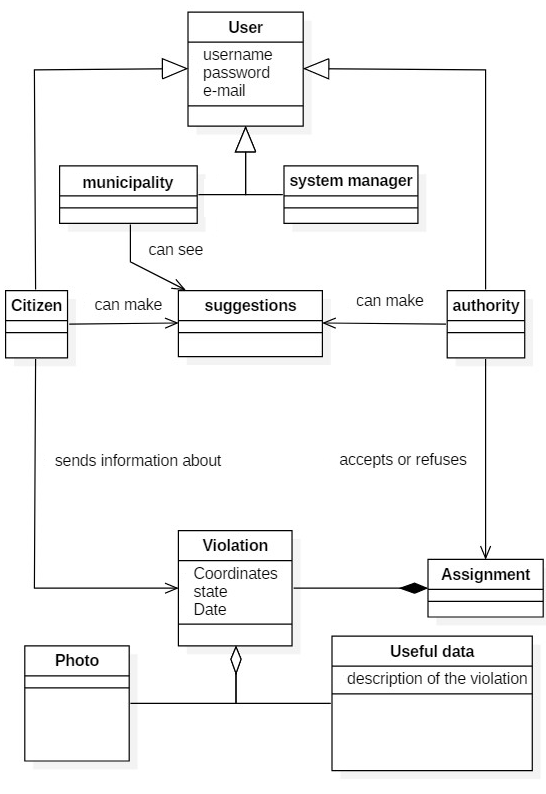 User
username
password
e-mail
municipality
system manager
can see
Citizen
can make
suggestions
can make
authority
sends information about
accepts or refuses
Violation
Coordinates
state
Date
Assignment
Photo
Useful data
description of the violation